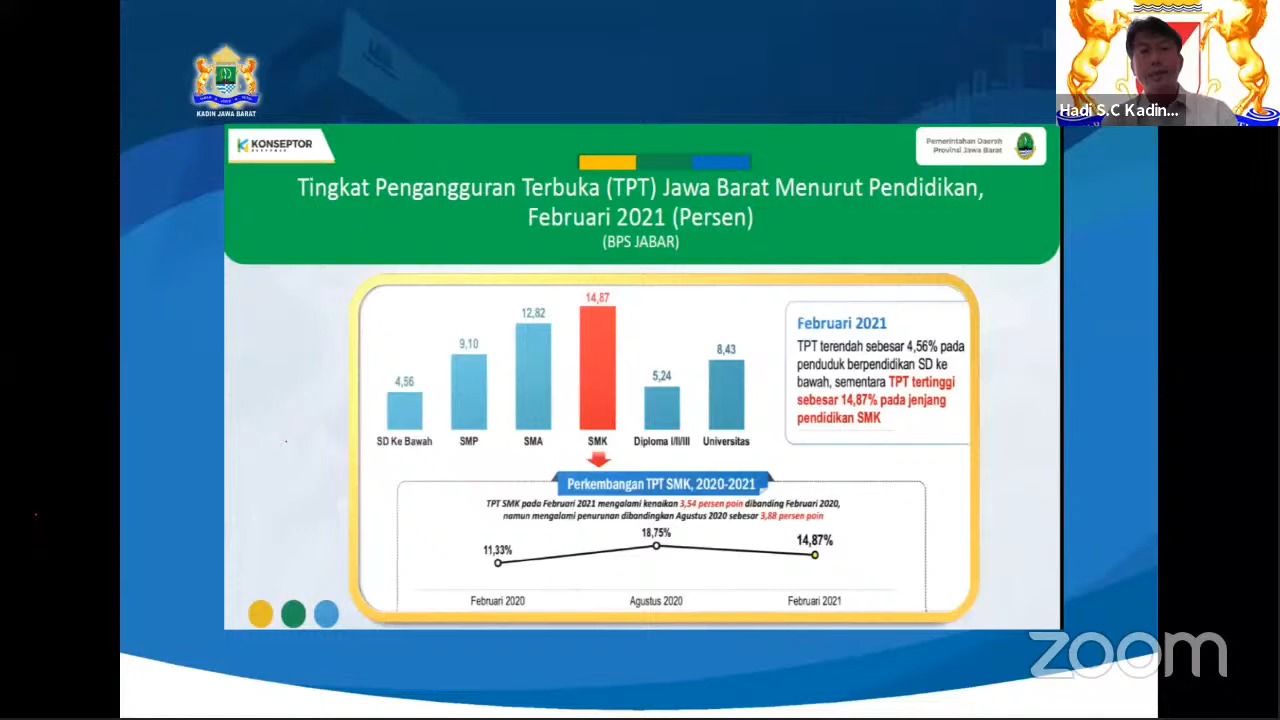 KADIN JAWA BARAT
Hadi S.C Kadin...
KONSEPTOR
Pemerintahan Daerah
Provinsi Jawa Barat
Tingkat Pengangguran Terbuka (TPT) Jawa Barat Menurut Pendidikan,
Februari 2021 (Persen)
(BPS JABAR)
4,56
9,10
12,82
14,87
5,24
8,43
SD Ke Bawah
SMP
SMA
SMK
Diploma I/II/III
Universitas
Februari 2021
TPT terendah sebesar 4,56% pada
penduduk berpendidikan SD ke
bawah, sementara TPT tertinggi
sebesar 14,87% pada jenjang
pendidikan SMK
Perkembangan TPT SMK, 2020-2021
TPT SMK pada Februari 2021 mengalami kenaikan 3,54 persen poin dibanding Februari 2020,
namun mengalami penurunan dibandingkan Agustus 2020 sebesar 3,88 persen poin
11,33%
18,75%
14,87%
Februari 2020
Agustus 2020
Februari 2021
zoom